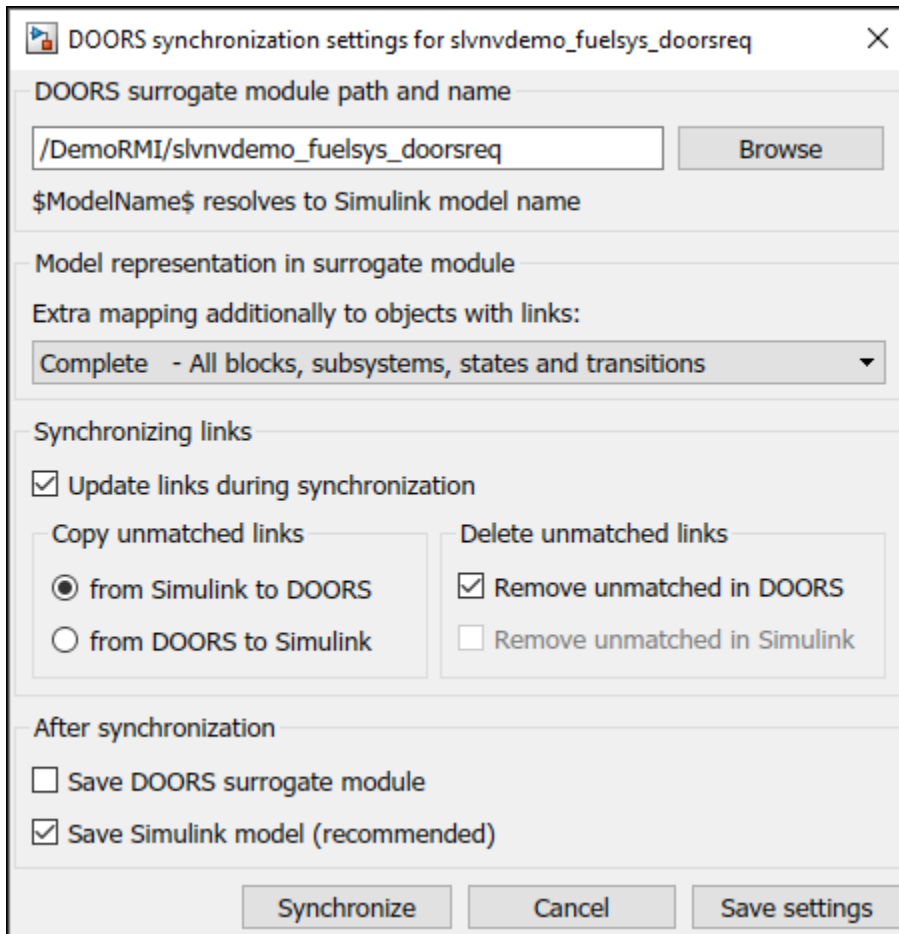 DOORS synchronization settings for slvnvdemo_fuelsys_doorsreq
DOORS surrogate module path and name
/DemoRMI/slvnvdemo_fuelsys_doorsreq
Browse
$ModelName$ resolves to Simulink model name
Model representation in surrogate module
Extra mapping additionally to objects with links:
Complete - All blocks, subsystems, states and transitions
Synchronizing links
Update links during synchronization
Copy unmatched links
from Simulink to DOORS
from DOORS to Simulink
Delete unmatched links
Remove unmatched in DOORS
Remove unmatched in Simulink
After synchronization
Save DOORS surrogate module
Save Simulink model (recommended)
Synchronize
Cancel
Save settings